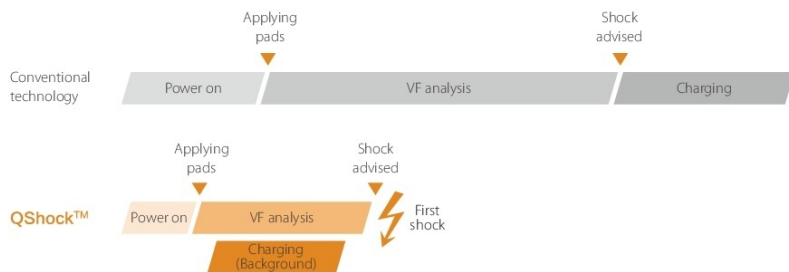 Applying
pads
Shock
advised
Conventional
technology
Power on
VF analysis
Charging
Applying
pads
Shock
advised
QShock™
Power on
VF analysis
First
shock
Charging
(Background)